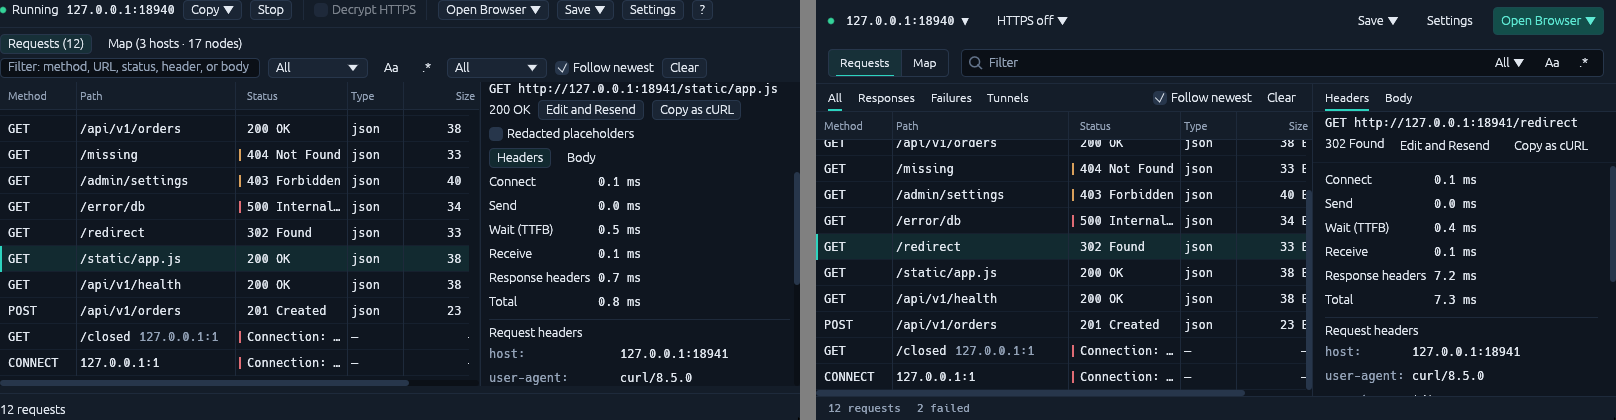 Running 127.0.0.1:18940 Copy ▼ Stop Decrypt HTTPS Open Browser ▼ Save ▼ Settings ?
Requests (12) Map (3 hosts · 17 nodes)
Filter: method, URL, status, header, or body All ▼ Aa .* All ▼ Follow newest Clear
Method Path Status Type Size
GET /api/v1/orders 200 OK json 38
GET /missing 404 Not Found json 33
GET /admin/settings 403 Forbidden json 40
GET /error/db 500 Internal… json 34
GET /redirect 302 Found json 33
GET /static/app.js 200 OK json 38
GET /api/v1/health 200 OK json 38
POST /api/v1/orders 201 Created json 23
GET /closed 127.0.0.1:1 Connection: … —
CONNECT 127.0.0.1:1 Connection: … —
GET http://127.0.0.1:18941/static/app.js
200 OK Edit and Resend Copy as cURL
Redacted placeholders
Headers Body
Connect 0.1 ms
Send 0.0 ms
Wait (TTFB) 0.5 ms
Receive 0.1 ms
Response headers 0.7 ms
Total 0.8 ms
Request headers
host: 127.0.0.1:18941
user-agent: curl/8.5.0
12 requests
127.0.0.1:18940 ▼ HTTPS off ▼ Save ▼ Settings Open Browser ▼
Requests Map Filter All ▼ Aa .*
All Responses Failures Tunnels Follow newest Clear
Method Path Status Type Size
GET /api/v1/orders 200 OK json 38 B
GET /missing 404 Not Found json 33 B
GET /admin/settings 403 Forbidden json 40 B
GET /error/db 500 Internal… json 34 B
GET /redirect 302 Found json 33 B
GET /static/app.js 200 OK json 38 B
GET /api/v1/health 200 OK json 38 B
POST /api/v1/orders 201 Created json 23 B
GET /closed 127.0.0.1:1 Connection: … — —
CONNECT 127.0.0.1:1 Connection: … — —
Headers Body
GET http://127.0.0.1:18941/redirect
302 Found Edit and Resend Copy as cURL
Connect 0.1 ms
Send 0.0 ms
Wait (TTFB) 0.4 ms
Receive 0.1 ms
Response headers 7.2 ms
Total 7.3 ms
Request headers
host: 127.0.0.1:18941
user-agent: curl/8.5.0
12 requests 2 failed